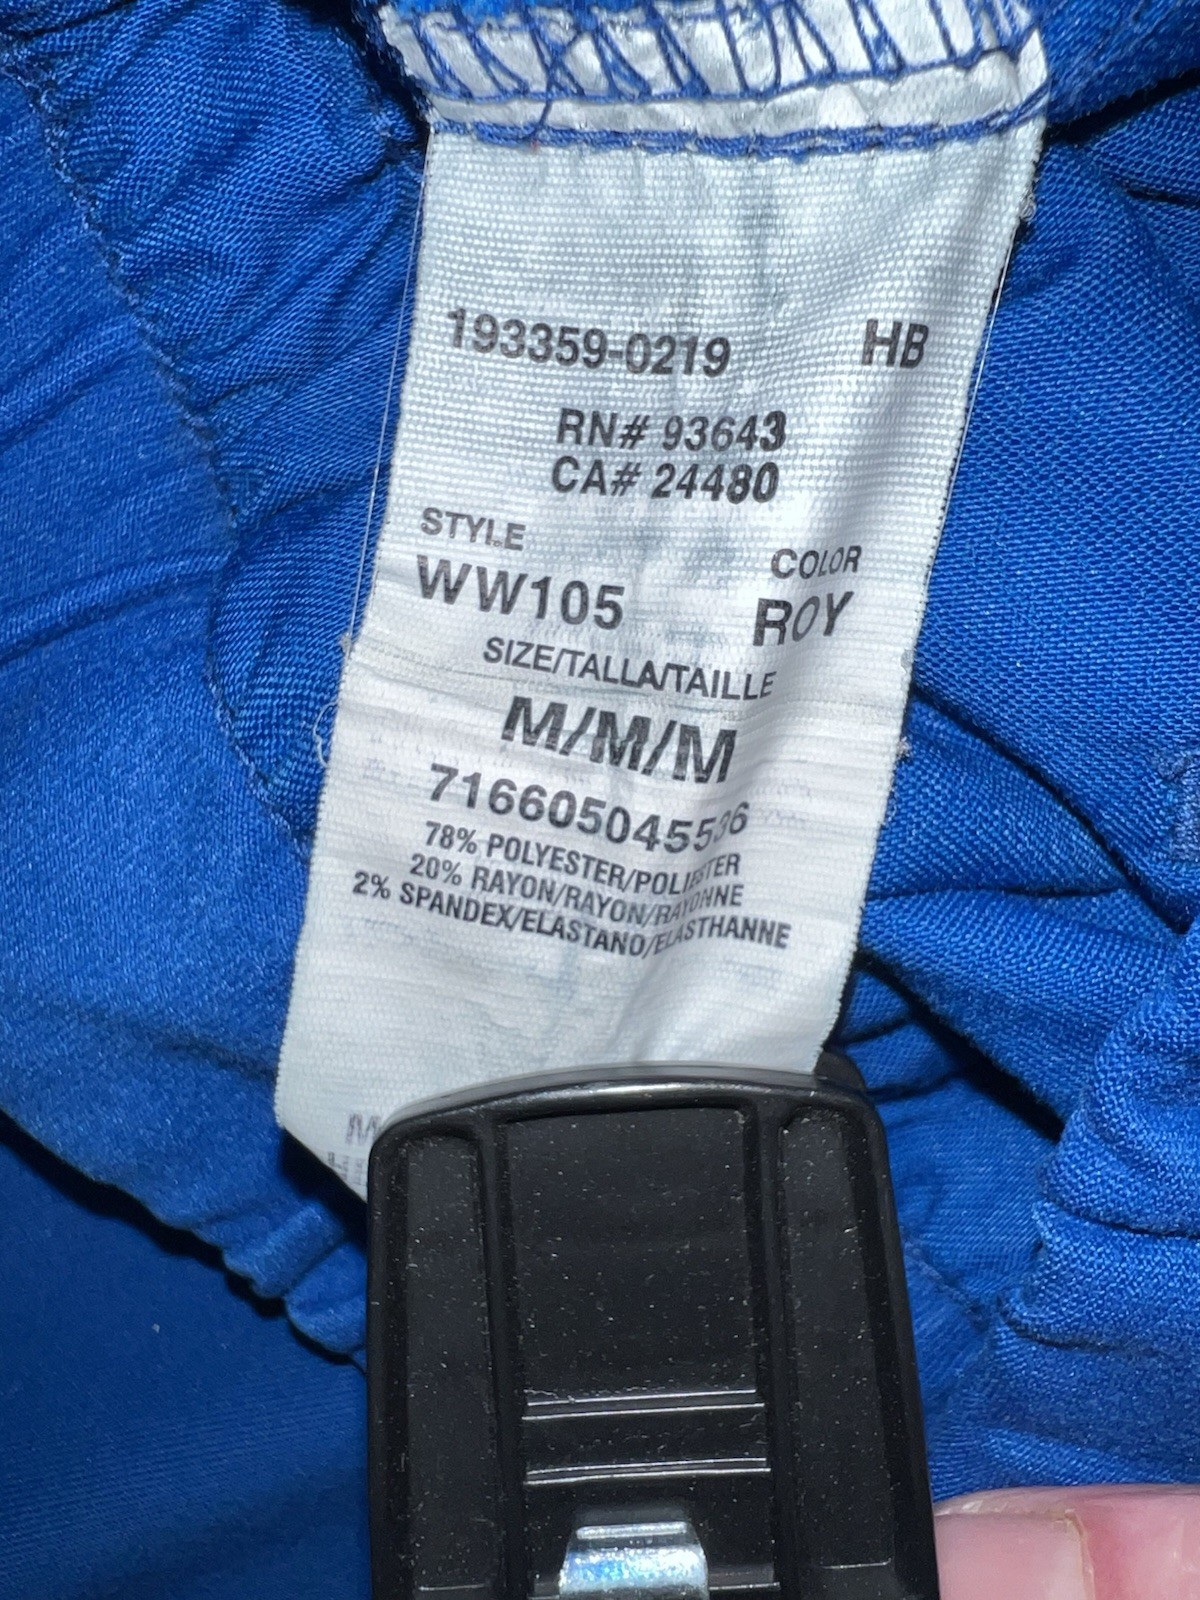 193359-0219 HB
RN# 93643
CA# 24480
STYLE COLOR
WW105 ROY
SIZE/TALLA/TAILLE
M/M/M
716605045536
78% POLYESTER/POLIESTER
20% RAYON/RAYON/RAYONNE
2% SPANDEX/ELASTANO/ELASTHANNE